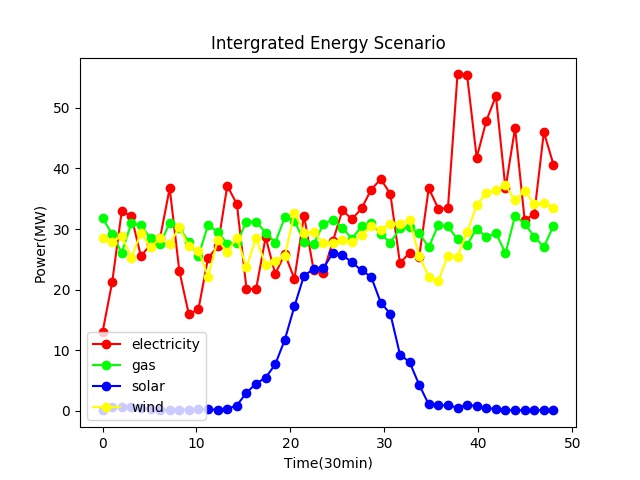 Intergrated Energy Scenario
Power(MW)
50
40
30
20
10
0
electricity
gas
solar
wind
0 10 20 30 40 50
Time(30min)